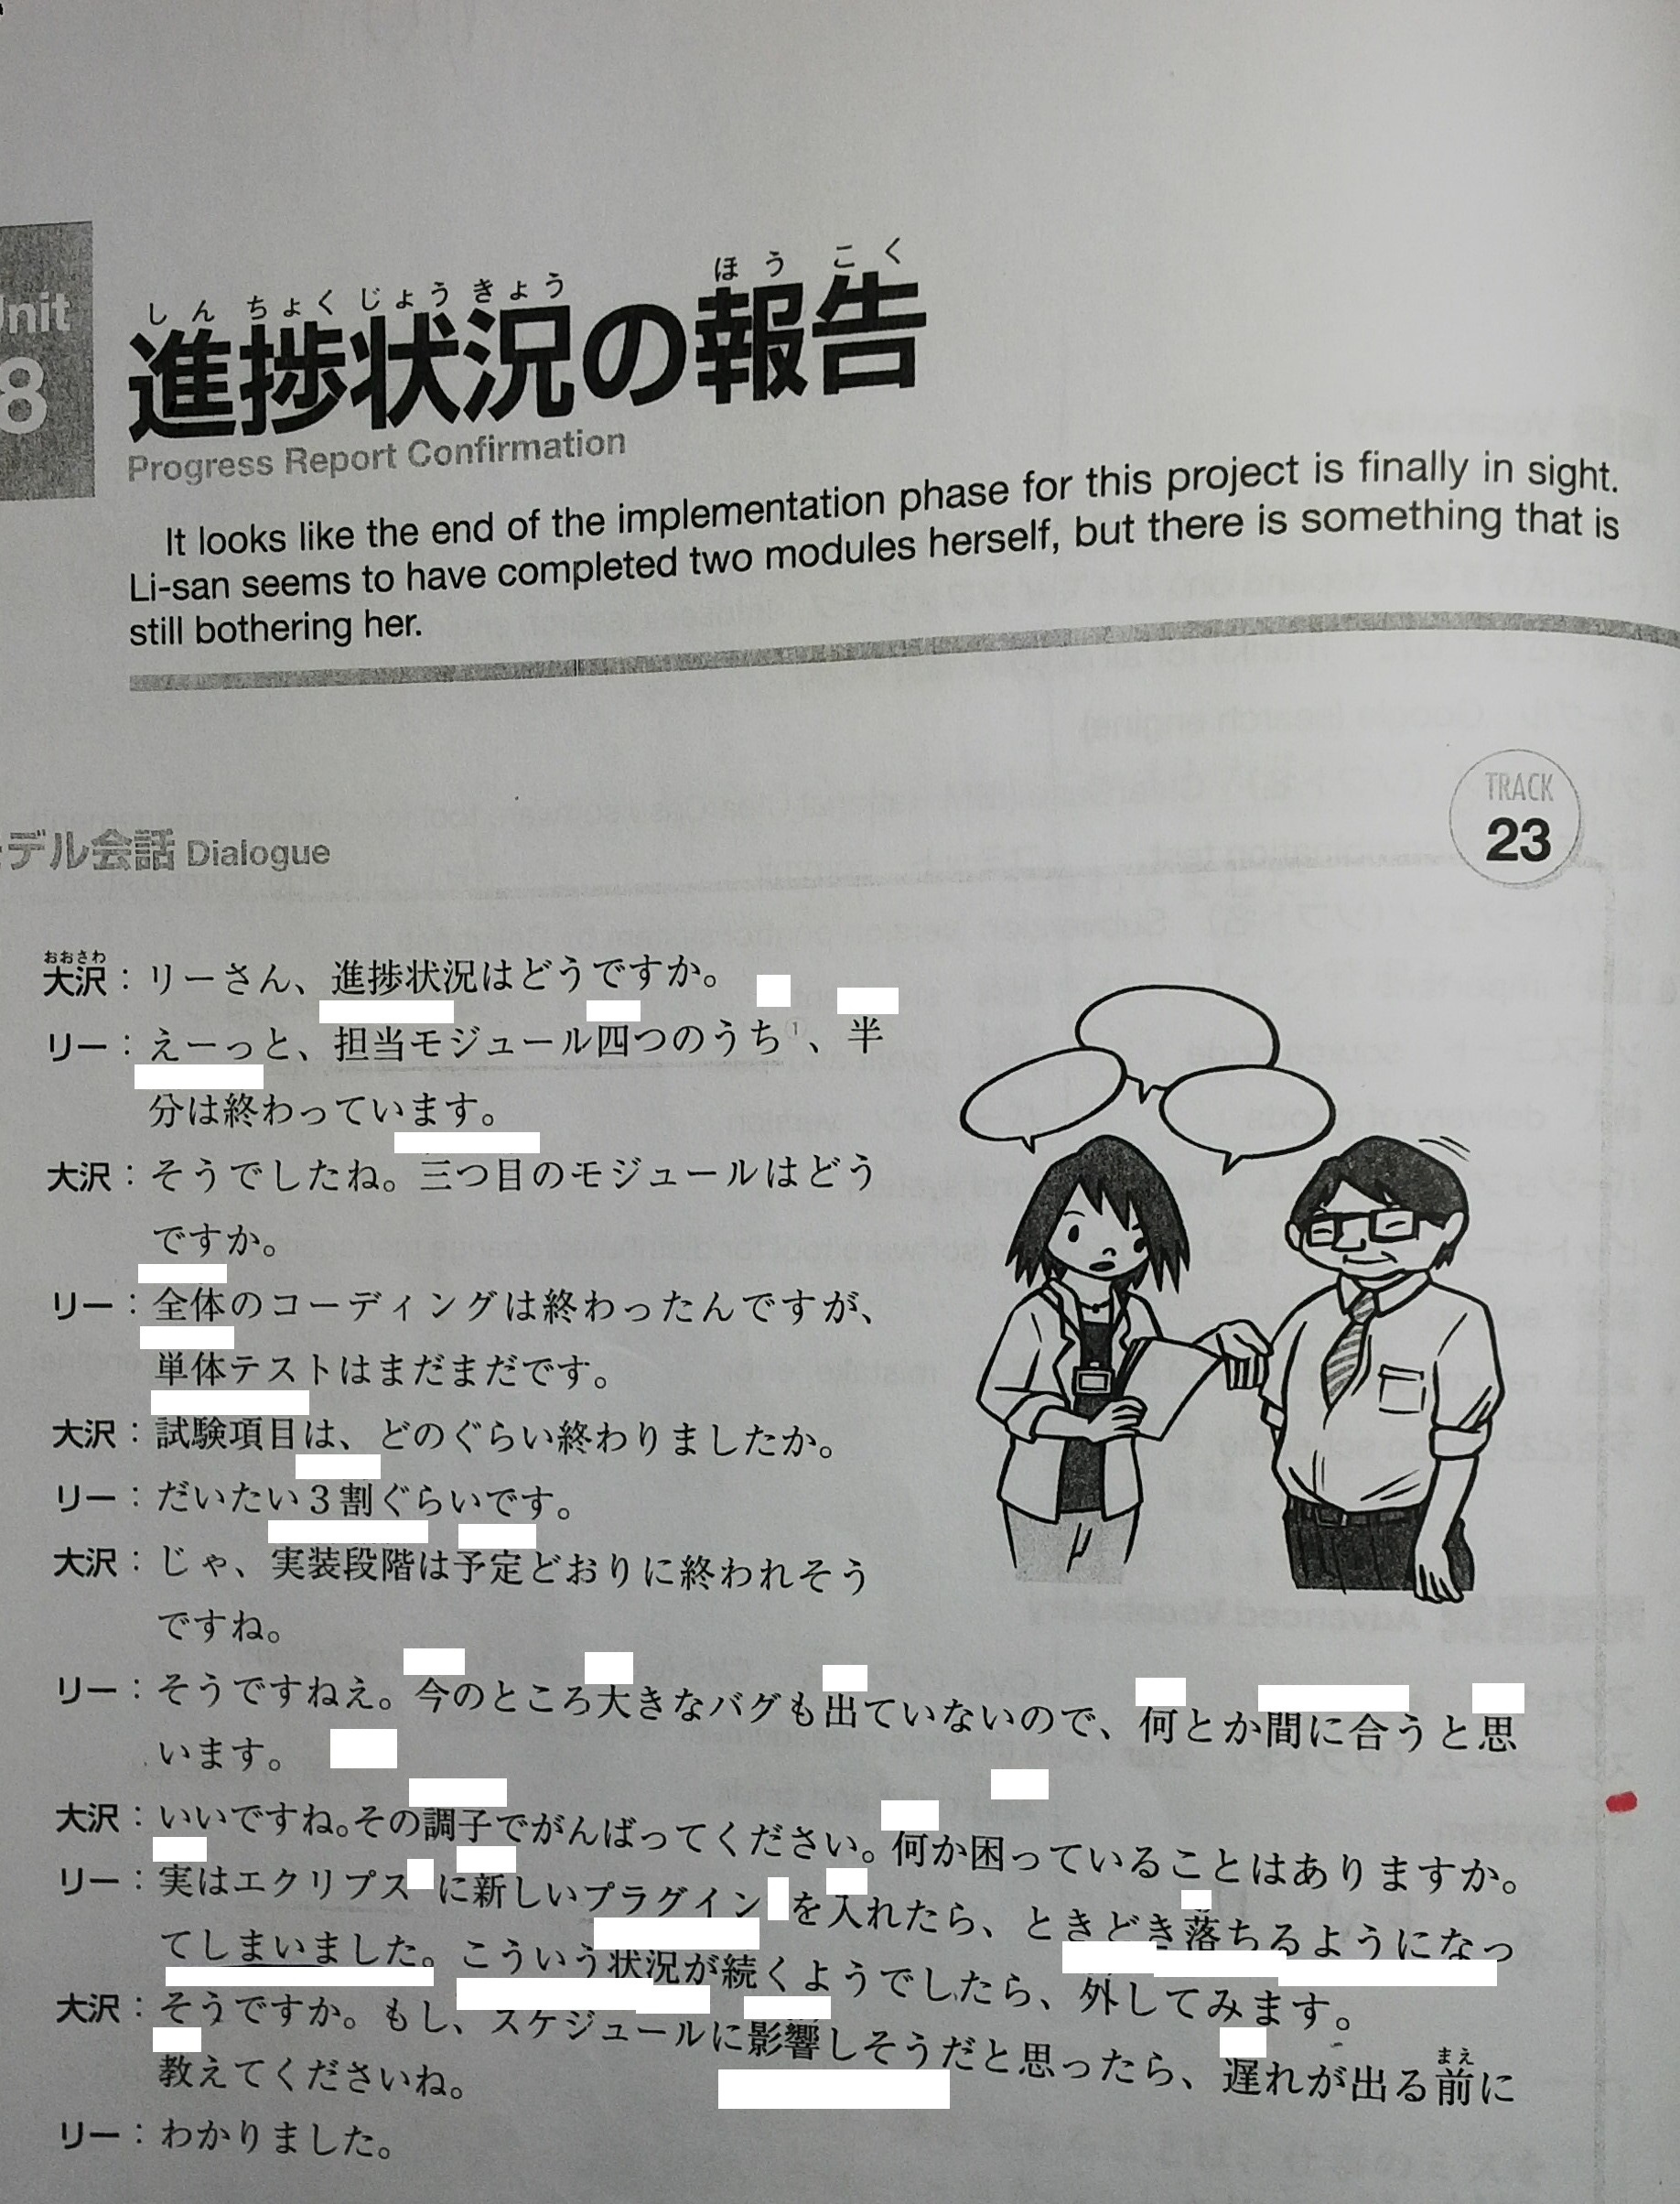 Unit
8
しんちょくじょうきょう ほうこく
進捗状況の報告
Progress Report Confirmation
It looks like the end of the implementation phase for this project is finally in sight.
Li-san seems to have completed two modules herself, but there is something that is
still bothering her.
TRACK
23
デル会話 Dialogue
おおさわ
大沢：リーさん、進捗状況はどうですか。
リー：えーっと、担当モジュール四つのうち①、半
分は終わっています。
大沢：そうでしたね。三つ目のモジュールはどう
ですか。
リー：全体のコーディングは終わったんですが、
単体テストはまだまだです。
大沢：試験項目は、どのぐらい終わりましたか。
リー：だいたい３割ぐらいです。
大沢：じゃ、実装段階は予定どおりに終われそう
ですね。
リー：そうですねえ。今のところ大きなバグも出ていないので、何とか間に合うと思
います。
大沢：いいですね。その調子でがんばってください。何か困っていることはありますか。
リー：実はエクリプスに新しいプラグインを入れたら、ときどき落ちるようになっ
てしまいました。こういう状況が続くようでしたら、外してみます。
大沢：そうですか。もし、スケジュールに影響しそうだと思ったら、遅れが出る前に
まえ
教えてくださいね。
リー：わかりました。